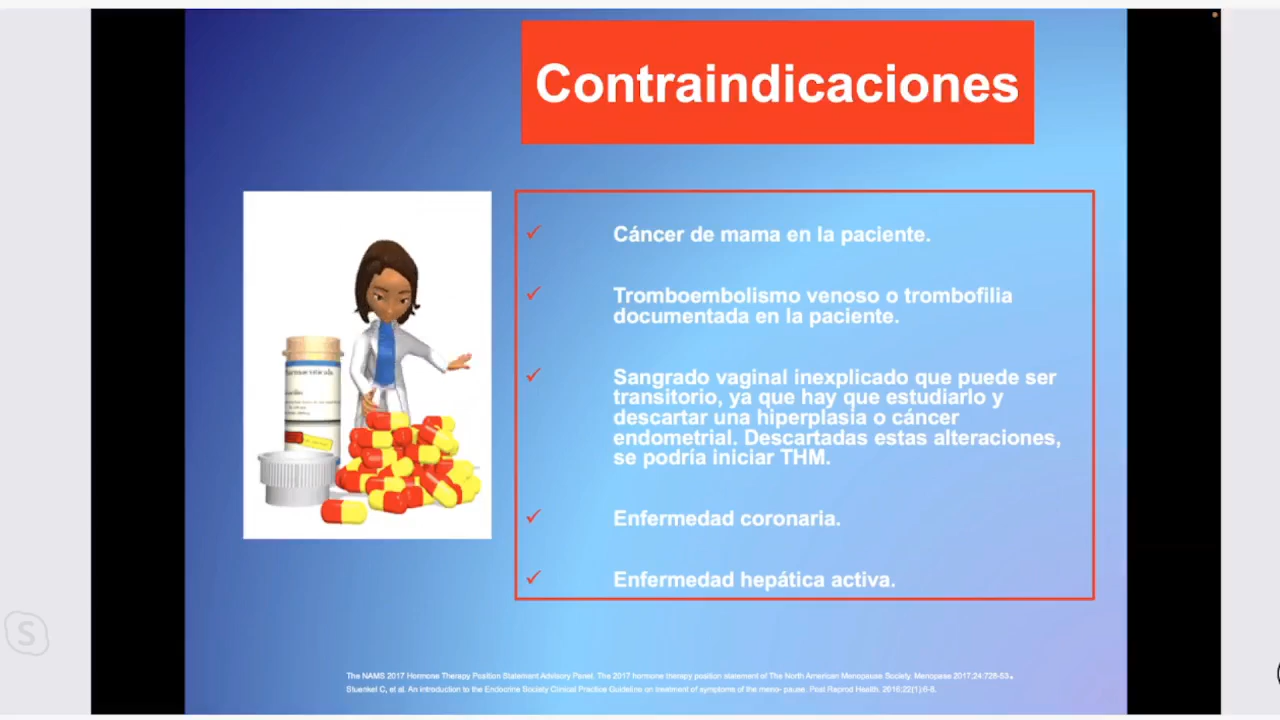 Contraindicaciones
Cáncer de mama en la paciente.
Tromboembolismo venoso o trombofilia
documentada en la paciente.
Sangrado vaginal inexplicado que puede ser
transitorio, ya que hay que estudiarlo y
descartar una hiperplasia o cáncer
endometrial. Descartadas estas alteraciones,
se podría iniciar THM.
Enfermedad coronaria.
Enfermedad hepática activa.
The NAMS 2017 Hormone Therapy Position Statement Advisory Panel. The 2017 hormone therapy position statement of The North American Menopause Society. Menopause 2017;24:728-53.
Stuenkel C, et al. An introduction to the Endocrine Society Clinical Practice Guideline on treatment of symptoms of the meno- pause. Post Reprod Health. 2016;22(1):6-8.
S